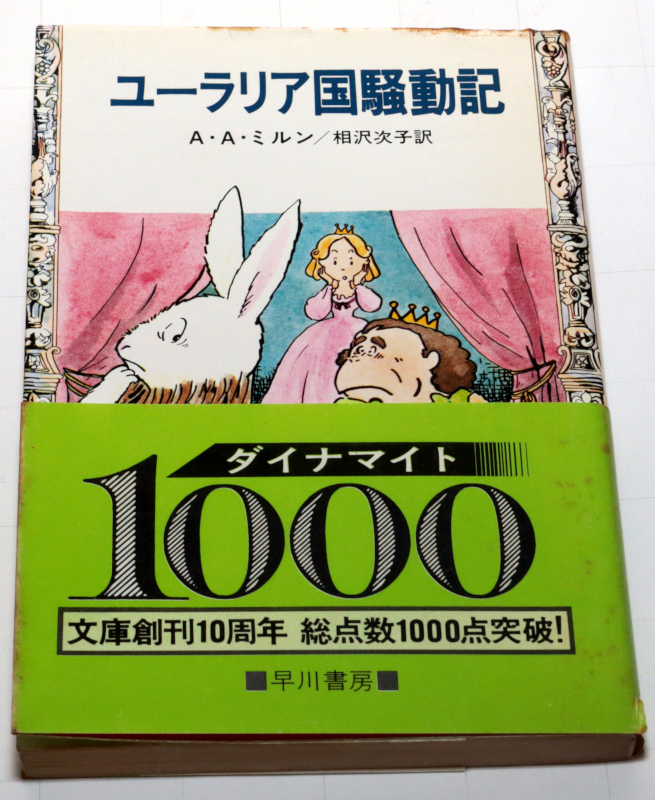 ユーラリア国騒動記
A・A・ミルン／相沢次子訳
ダイナマイト
1000
文庫創刊10周年 総点数1000点突破!
■早川書房■